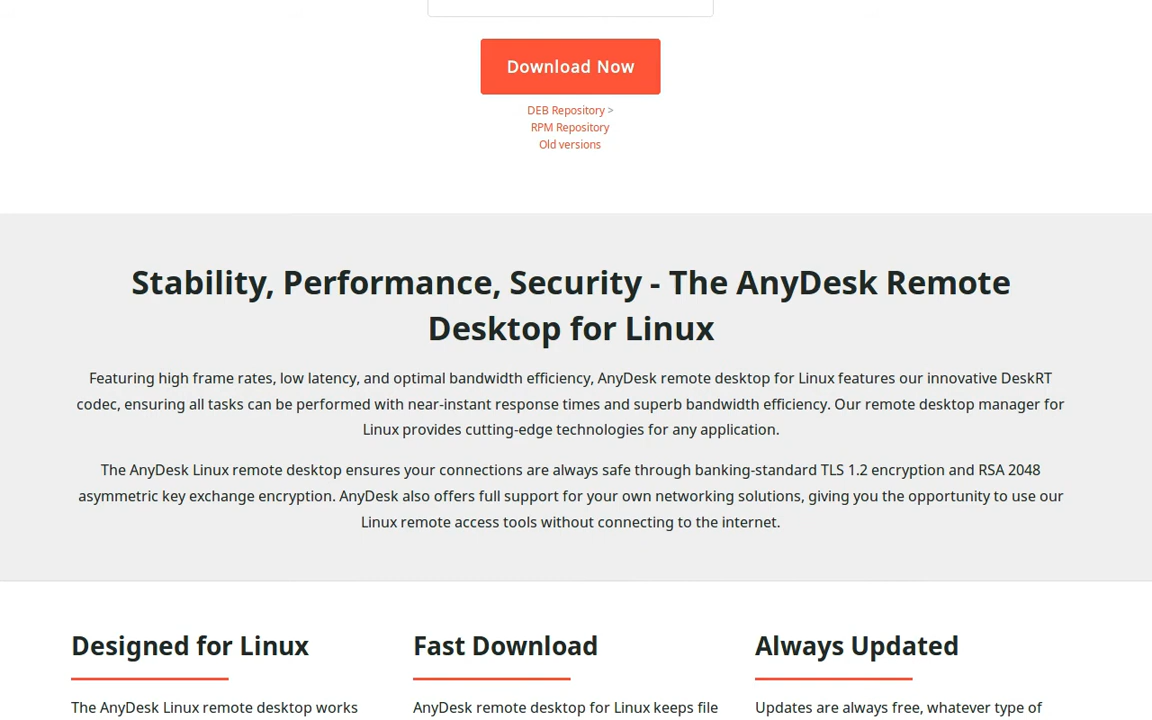 Download Now
DEB Repository >
RPM Repository
Old versions
Stability, Performance, Security - The AnyDesk Remote
Desktop for Linux
Featuring high frame rates, low latency, and optimal bandwidth efficiency, AnyDesk remote desktop for Linux features our innovative DeskRT
codec, ensuring all tasks can be performed with near-instant response times and superb bandwidth efficiency. Our remote desktop manager for
Linux provides cutting-edge technologies for any application.
The AnyDesk Linux remote desktop ensures your connections are always safe through banking-standard TLS 1.2 encryption and RSA 2048
asymmetric key exchange encryption. AnyDesk also offers full support for your own networking solutions, giving you the opportunity to use our
Linux remote access tools without connecting to the internet.
Designed for Linux
The AnyDesk Linux remote desktop works
Fast Download
AnyDesk remote desktop for Linux keeps file
Always Updated
Updates are always free, whatever type of